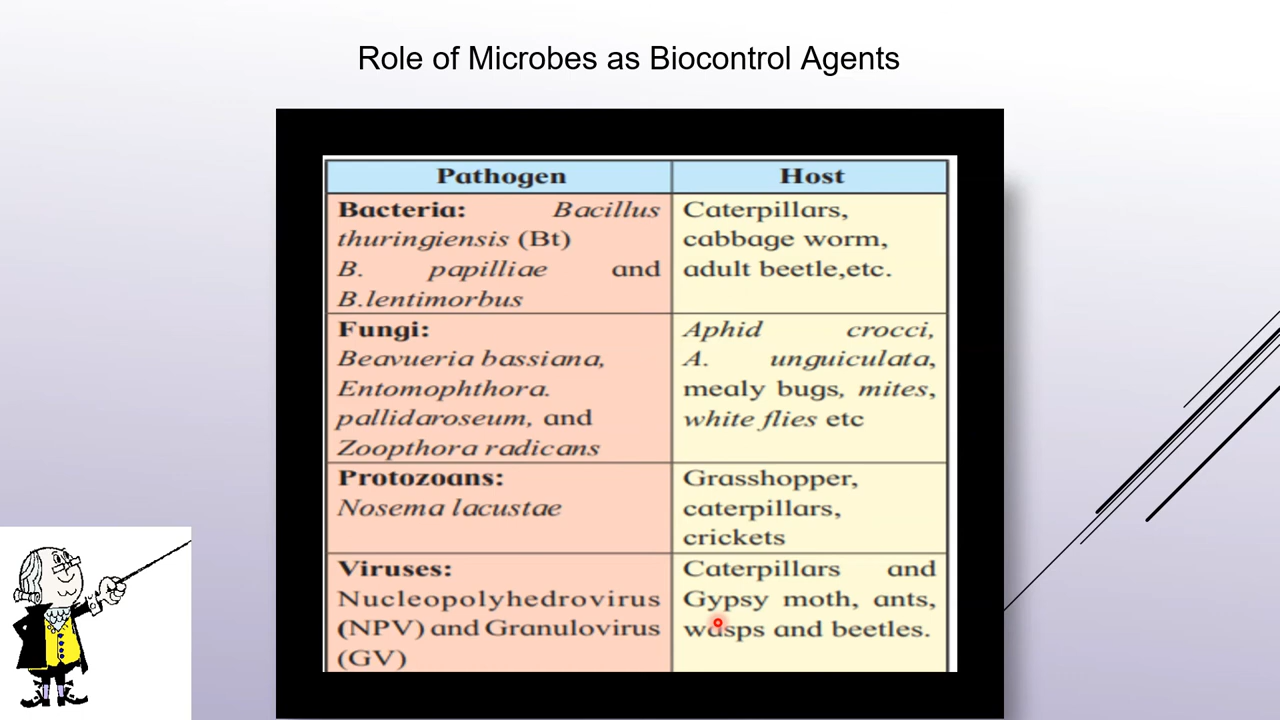 Role of Microbes as Biocontrol Agents
Pathogen
Host
Bacteria: Bacillus
thuringiensis (Bt)
B. papilliae and
B.lentimorbus
Caterpillars,
cabbage worm,
adult beetle,etc.
Fungi:
Beavueria bassiana,
Entomophthora.
pallidaroseum, and
Zoopthora radicans
Aphid crocci,
A. unguiculata,
mealy bugs, mites,
white flies etc
Protozoans:
Nosema lacustae
Grasshopper,
caterpillars,
crickets
Viruses:
Nucleopolyhedrovirus
(NPV) and Granulovirus
(GV)
Caterpillars and
Gypsy moth, ants,
wasps and beetles.